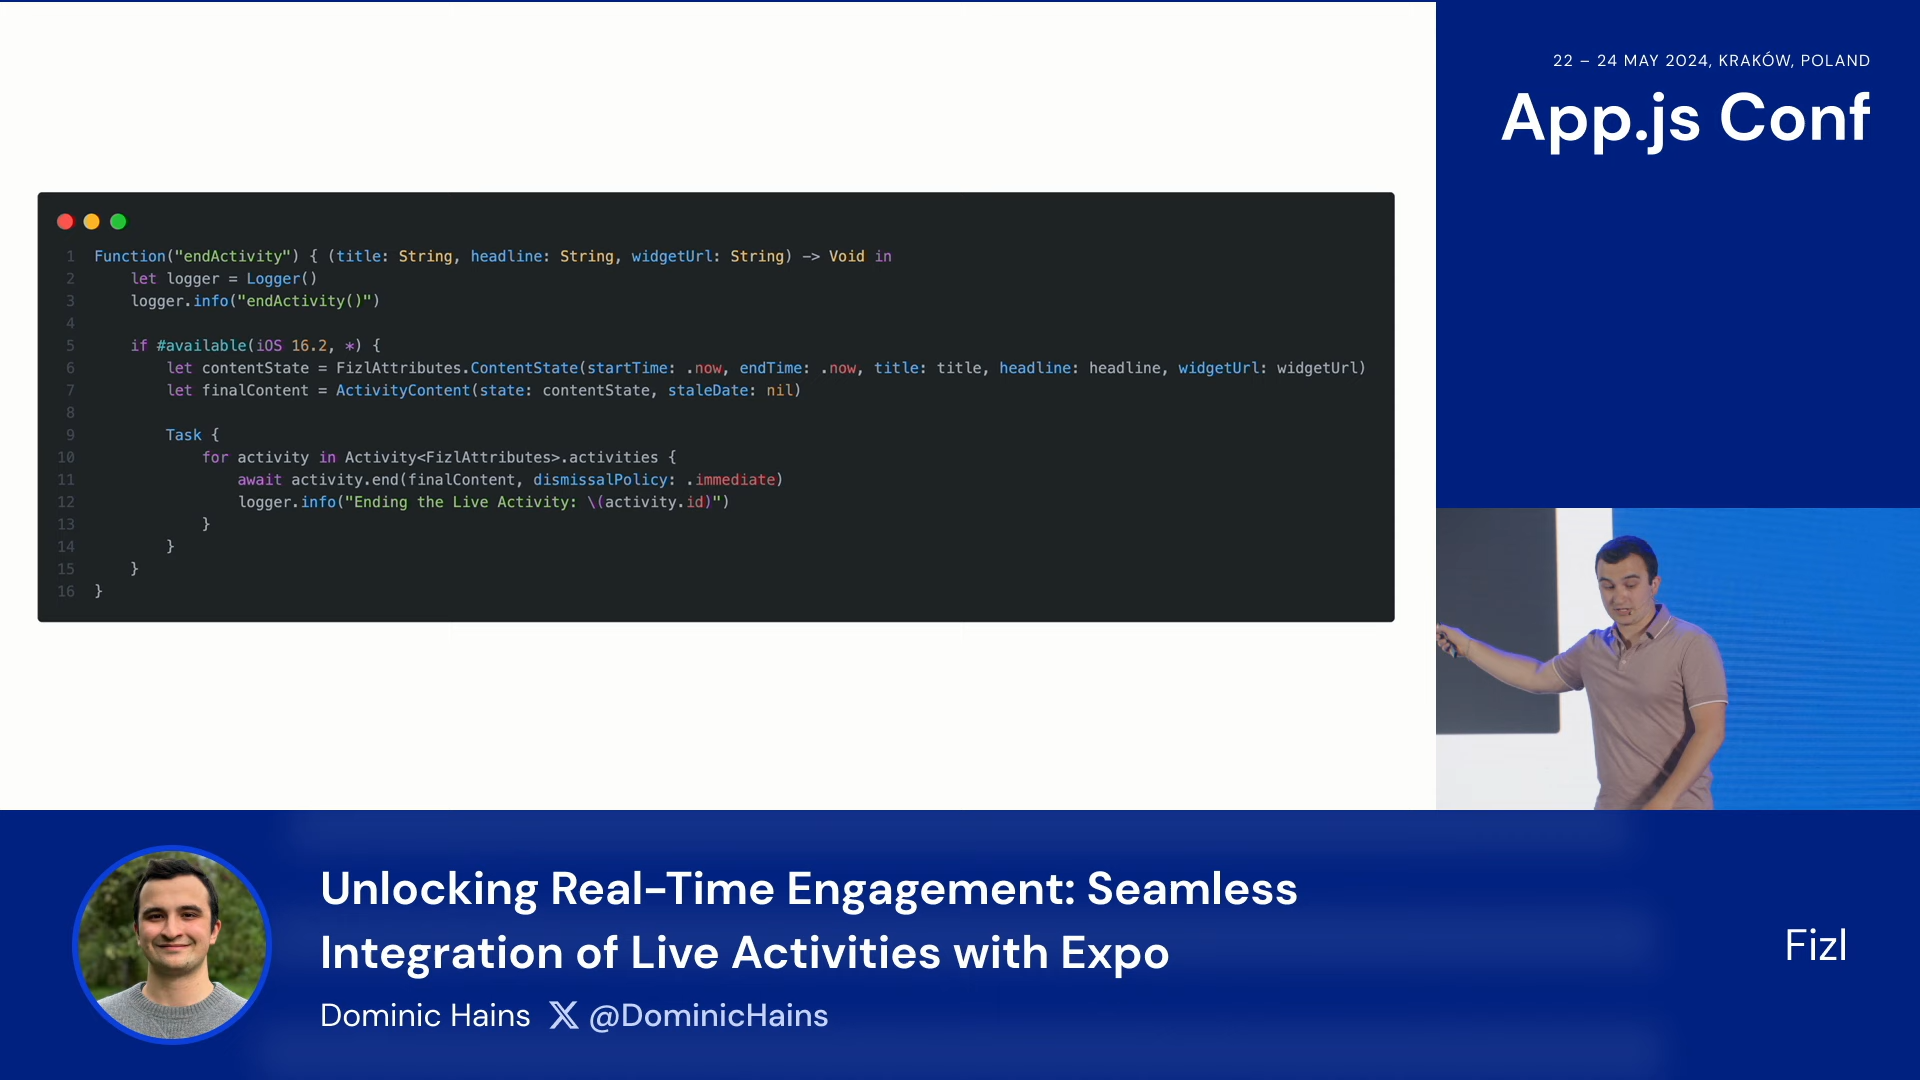 22 – 24 MAY 2024, KRAKÓW, POLAND
App.js Conf
1 Function("endActivity") { (title: String, headline: String, widgetUrl: String) -> Void in
2 let logger = Logger()
3 logger.info("endActivity()")
4
5 if #available(iOS 16.2, *) {
6 let contentState = FizlAttributes.ContentState(startTime: .now, endTime: .now, title: title, headline: headline, widgetUrl: widgetUrl)
7 let finalContent = ActivityContent(state: contentState, staleDate: nil)
8
9 Task {
10 for activity in Activity<FizlAttributes>.activities {
11 await activity.end(finalContent, dismissalPolicy: .immediate)
12 logger.info("Ending the Live Activity: \(activity.id)")
13 }
14 }
15 }
16 }
Unlocking Real-Time Engagement: Seamless
Integration of Live Activities with Expo
Dominic Hains X @DominicHains
Fizl